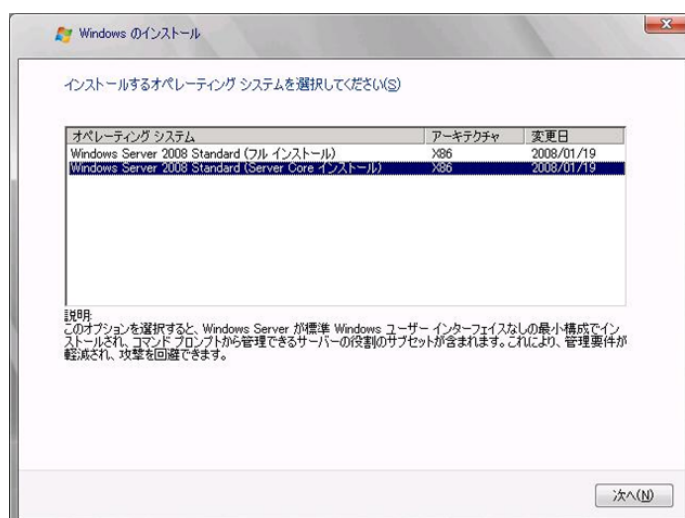 Windows のインストール
インストールするオペレーティング システムを選択してください(S)
オペレーティング システム アーキテクチャ 変更日
Windows Server 2008 Standard (フル インストール) X86 2008/01/19
Windows Server 2008 Standard (Server Core インストール) X86 2008/01/19
説明:
このオプションを選択すると、Windows Server が標準 Windows ユーザー インターフェイスなしの最小構成でイン
ストールされ、コマンド プロンプトから管理できるサーバーの役割のサブセットが含まれます。これにより、管理要件が
軽減され、攻撃を回避できます。
次へ(N)